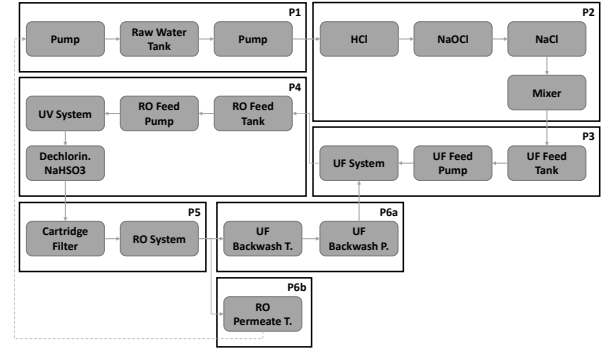 P1
Pump
Raw Water
Tank
Pump
P2
HCl
NaOCl
NaCl
Mixer
P3
UF System
UF Feed
Pump
UF Feed
Tank
P4
UV System
RO Feed
Pump
RO Feed
Tank
Dechlorin.
NaHSO3
P5
Cartridge
Filter
RO System
P6a
UF
Backwash T.
UF
Backwash P.
P6b
RO
Permeate T.